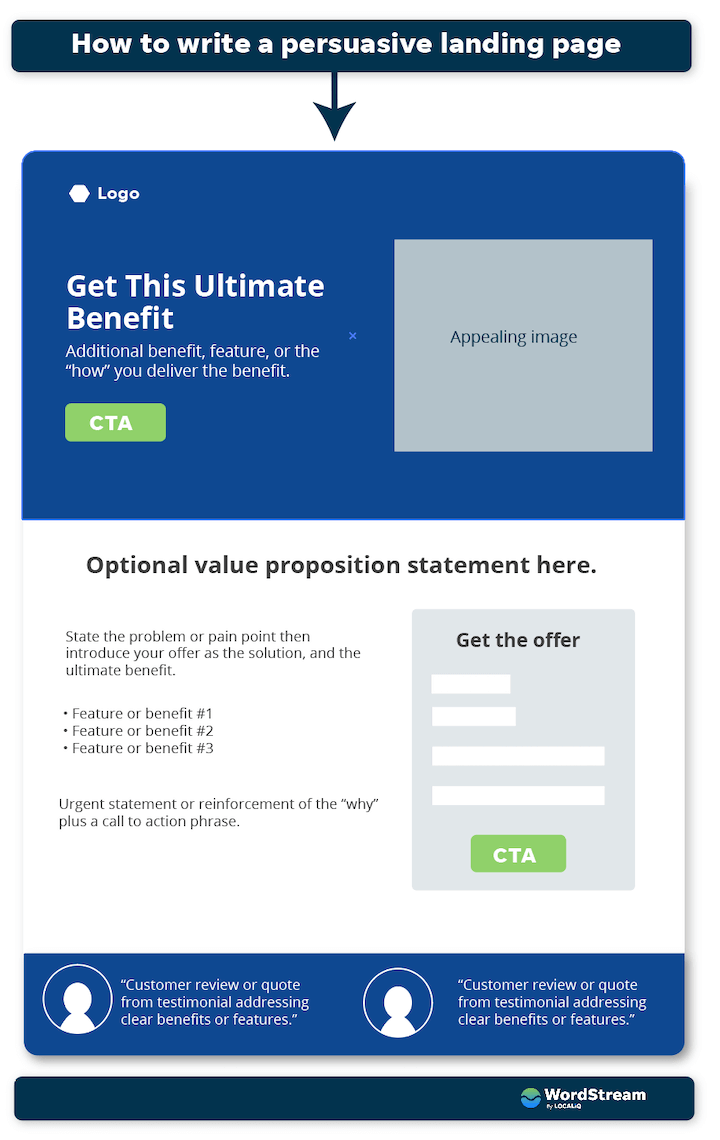 How to write a persuasive landing page
Logo
Get This Ultimate
Benefit
Additional benefit, feature, or the
“how” you deliver the benefit.
CTA
Appealing image
Optional value proposition statement here.
State the problem or pain point then
introduce your offer as the solution, and the
ultimate benefit.
• Feature or benefit #1
• Feature or benefit #2
• Feature or benefit #3
Urgent statement or reinforcement of the “why”
plus a call to action phrase.
Get the offer
CTA
“Customer review or quote
from testimonial addressing
clear benefits or features.”
“Customer review or quote
from testimonial addressing
clear benefits or features.”
WordStream
By LOCALiQ